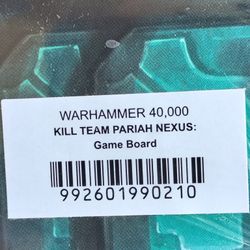 WARHAMMER 40,000
KILL TEAM PARIAH NEXUS:
Game Board
992601990210